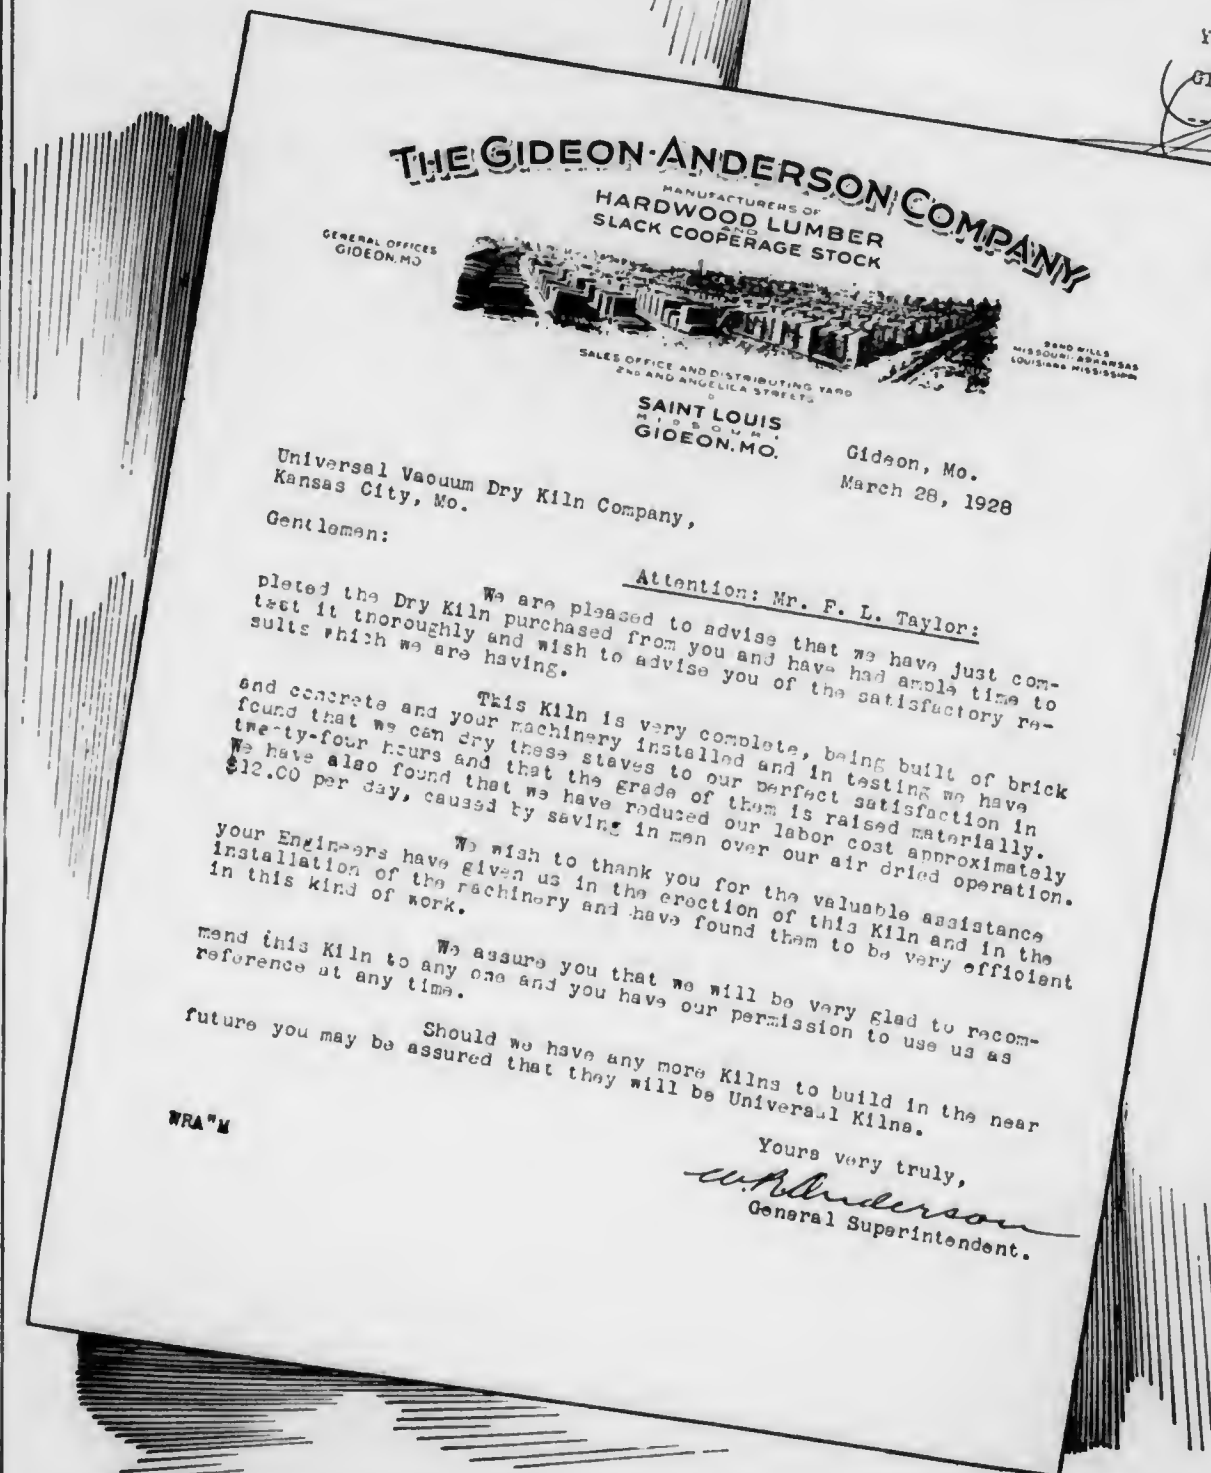 Y
GI
THE GIDEON-ANDERSON COMPANY
MANUFACTURERS OF
HARDWOOD LUMBER
AND
SLACK COOPERAGE STOCK
GENERAL OFFICES
GIDEON, MO
BAND MILLS
MISSOURI-ARKANSAS
LOUISIANA MISSISSIPPI
SALES OFFICE AND DISTRIBUTING YARD
2ND AND ANGELICA STREETS
SAINT LOUIS
MISSOURI
GIDEON, MO.
Gideon, Mo.
March 28, 1928
Universal Vacuum Dry Kiln Company,
Kansas City, Mo.
Gentlemen:
Attention: Mr. F. L. Taylor:
We are pleased to advise that we have just com-
pleted the Dry Kiln purchased from you and have had ample time to
test it thoroughly and wish to advise you of the satisfactory re-
sults which we are having.
This Kiln is very complete, being built of brick
and concrete and your machinery installed and in testing we have
found that we can dry these staves to our perfect satisfaction in
twenty-four hours and that the grade of them is raised materially.
We have also found that we have reduced our labor cost approximately
$12.00 per day, caused by saving in men over our air dried operation.
We wish to thank you for the valuable assistance
your Engineers have given us in the erection of this Kiln and in the
installation of the machinery and have found them to be very efficient
in this kind of work.
We assure you that we will be very glad to recom-
mend this Kiln to any one and you have our permission to use us as
reference at any time.
Should we have any more Kilns to build in the near
future you may be assured that they will be Universal Kilns.
Yours very truly,
W.R. Anderson
General Superintendent.
WRA"M